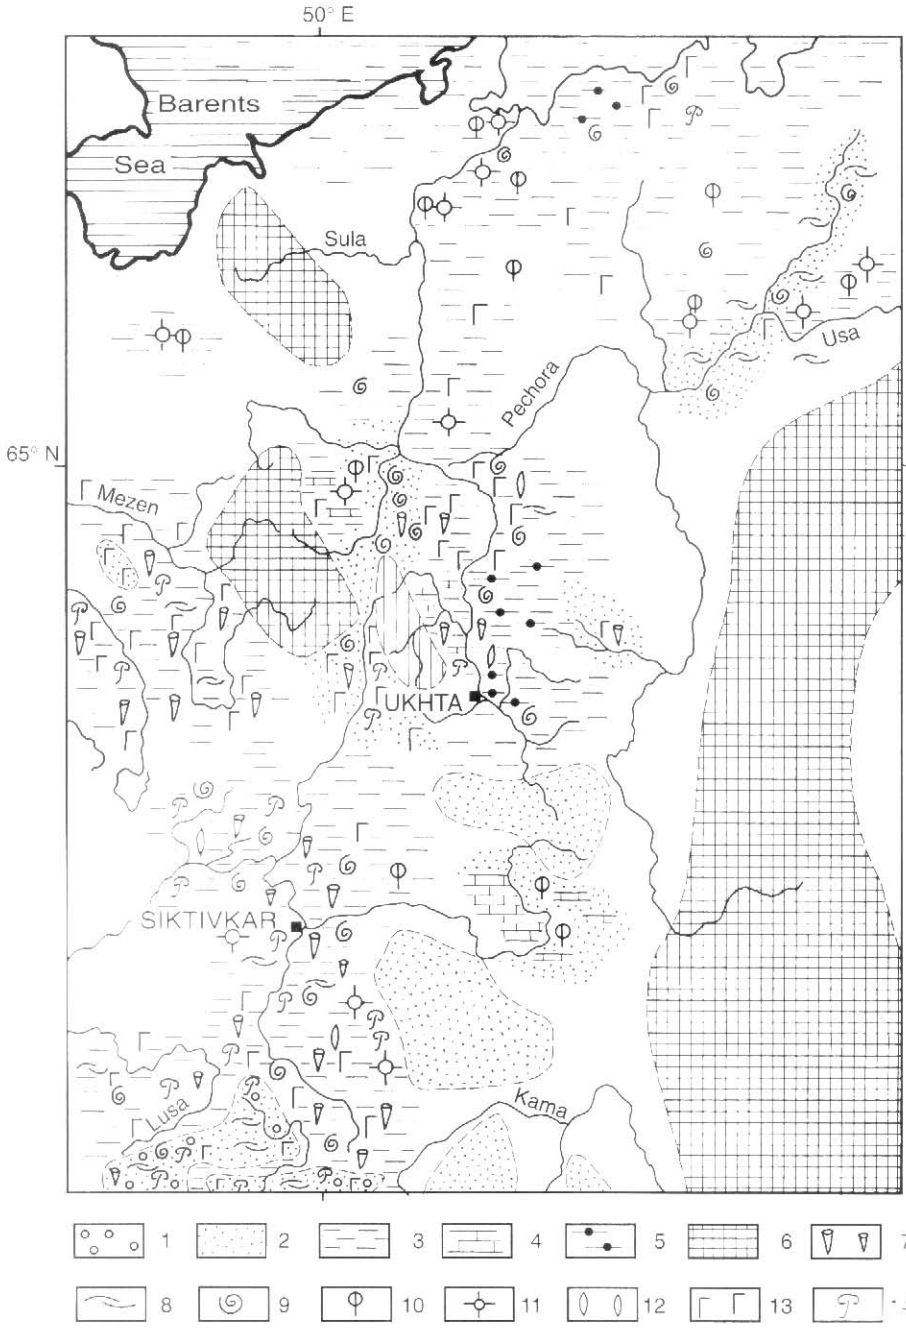 50° E
Barents
Sea
Sula
Usa
Pechora
65° N
Mezen
UKHTA
SIKTIVKAR
Lusa
Kama
1 2 3 4 5 6 7
8 9 10 11 12 13